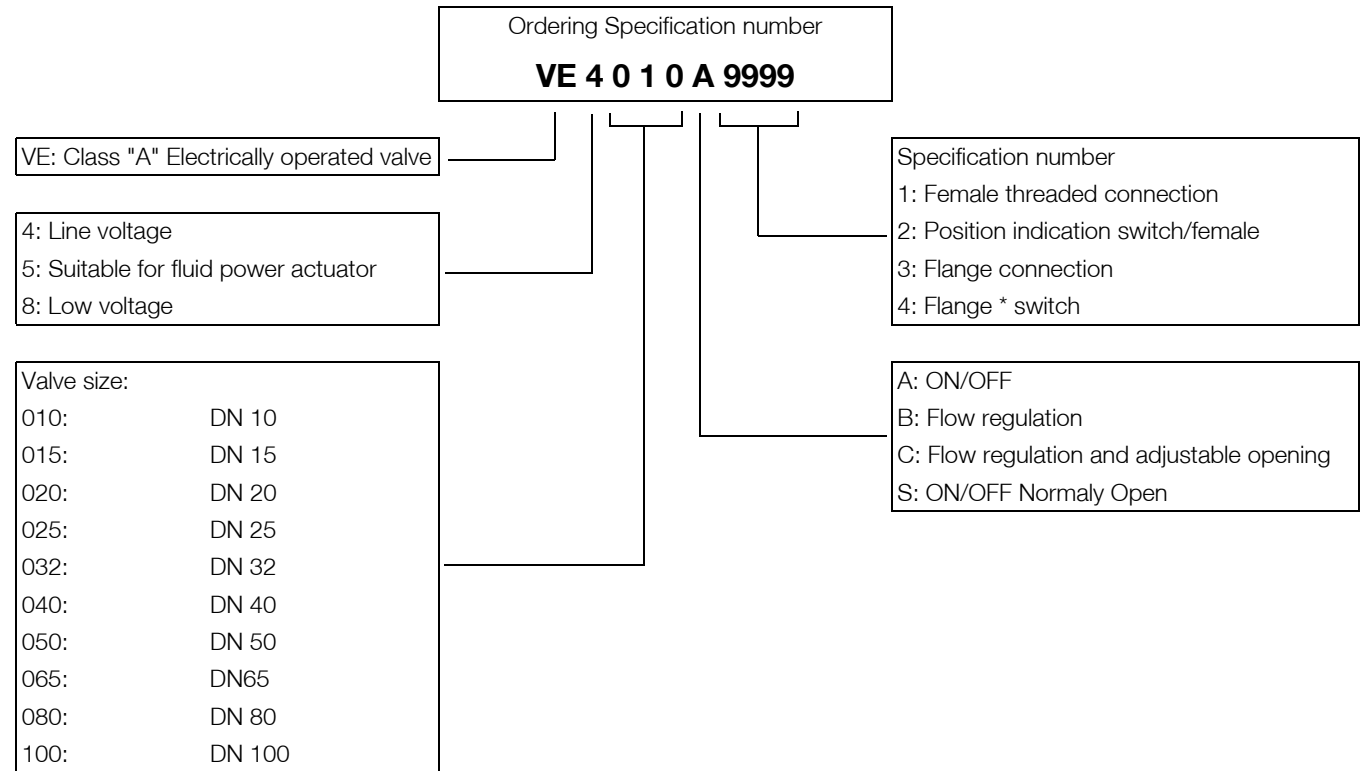 Ordering Specification number
VE 4 0 1 0 A 9999
VE: Class "A" Electrically operated valve
4: Line voltage
5: Suitable for fluid power actuator
8: Low voltage
Valve size:
010: DN 10
015: DN 15
020: DN 20
025: DN 25
032: DN 32
040: DN 40
050: DN 50
065: DN65
080: DN 80
100: DN 100
Specification number
1: Female threaded connection
2: Position indication switch/female
3: Flange connection
4: Flange * switch
A: ON/OFF
B: Flow regulation
C: Flow regulation and adjustable opening
S: ON/OFF Normaly Open